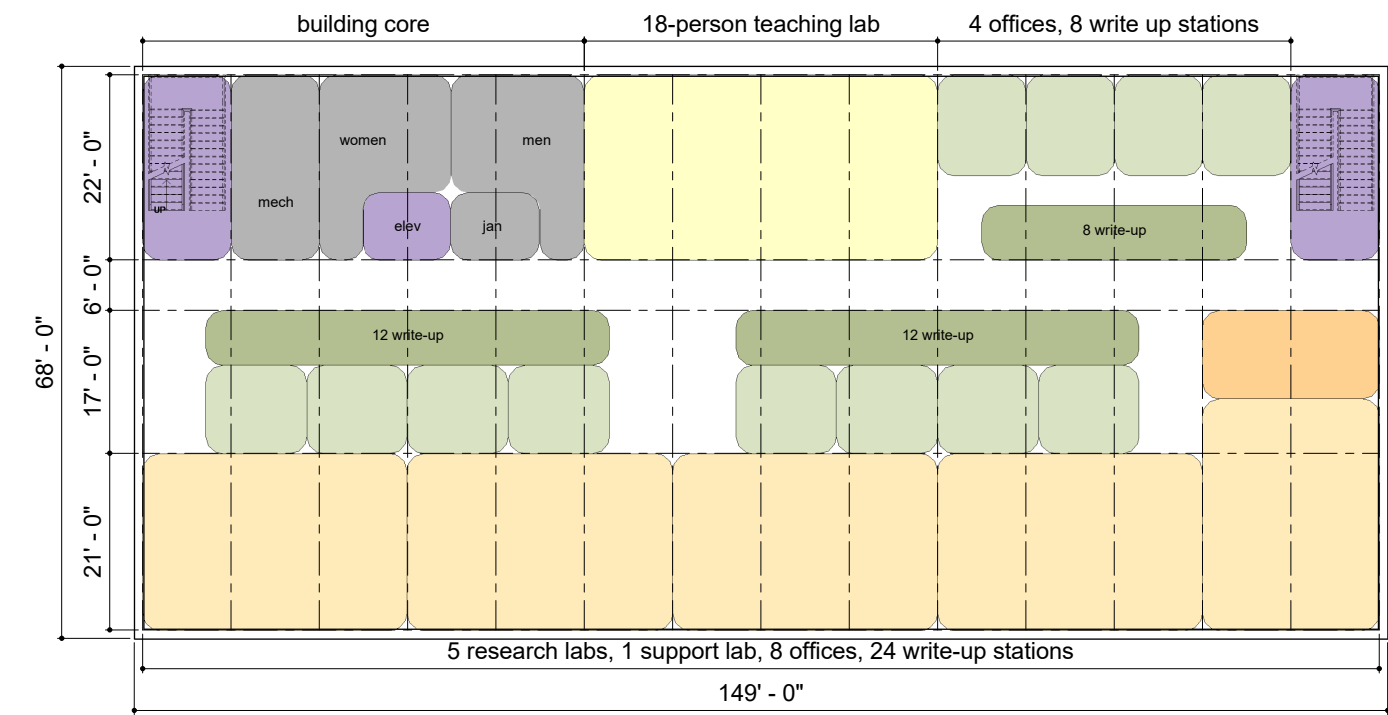 building core
18-person teaching lab
4 offices, 8 write up stations
women
men
mech
elev
jan
UP
8 write-up
22' - 0"
6' - 0"
17' - 0"
21' - 0"
68' - 0"
12 write-up
12 write-up
5 research labs, 1 support lab, 8 offices, 24 write-up stations
149' - 0"